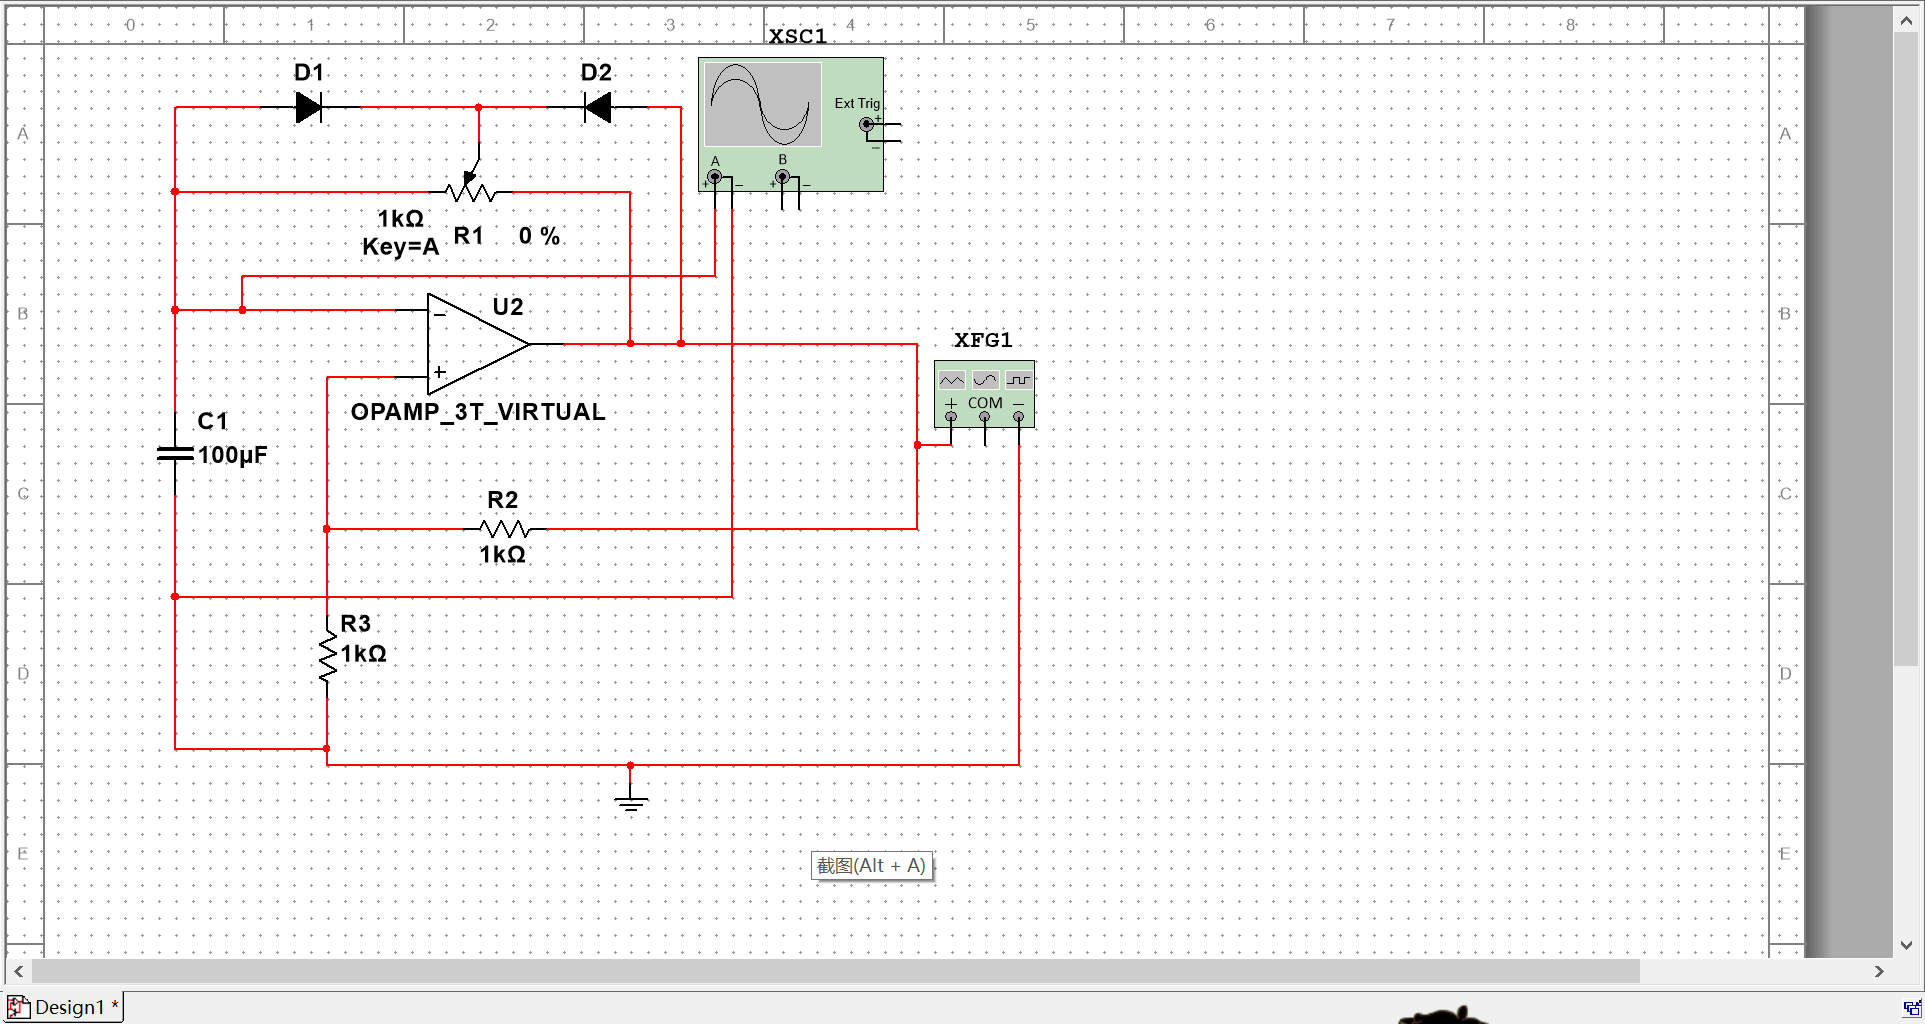 0 1 2 3 4 5 6 7 8
XSC1
D1 D2
Ext Trig
+
−
A A
A B
+ − + −
1kΩ R1 0 %
Key=A
U2
B B
−
XFG1
+
+ COM −
OPAMP_3T_VIRTUAL
C1
100µF
C C
R2
1kΩ
R3
1kΩ
D D
E E
截图(Alt + A)
Design1 *